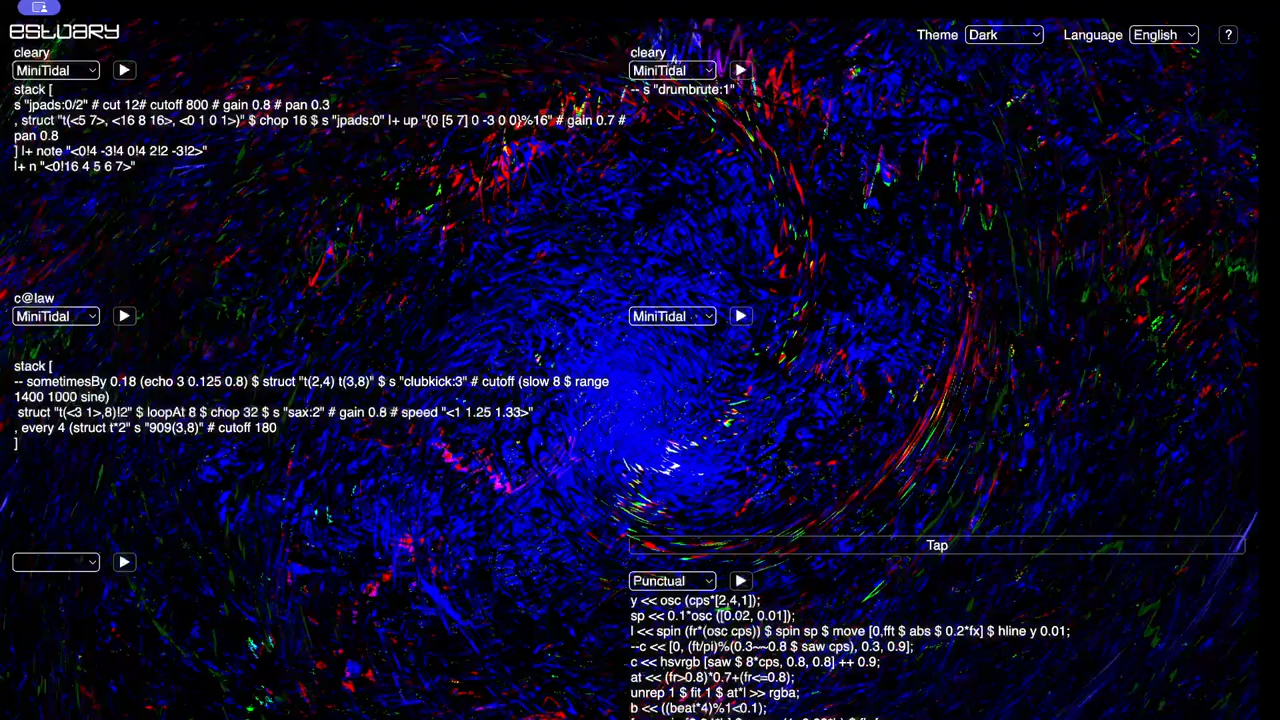 estuary
Theme Dark Language English ?
cleary
MiniTidal
stack [
s "jpads:0/2" # cut 12# cutoff 800 # gain 0.8 # pan 0.3
, struct "t(<5 7>, <16 8 16>, <0 1 0 1>)" $ chop 16 $ s "jpads:0" |+ up "{0 [5 7] 0 -3 0 0}%16" # gain 0.7 #
pan 0.8
] |+ note "<0!4 -3!4 0!4 2!2 -3!2>"
|+ n "<0!16 4 5 6 7>"
cleary
MiniTidal
-- s "drumbrute:1"
c@law
MiniTidal
stack [
-- sometimesBy 0.18 (echo 3 0.125 0.8) $ struct "t(2,4) t(3,8)" $ s "clubkick:3" # cutoff (slow 8 $ range
1400 1000 sine)
struct "t(<3 1>,8)!2" $ loopAt 8 $ chop 32 $ s "sax:2" # gain 0.8 # speed "<1 1.25 1.33>"
, every 4 (struct t*2" s "909(3,8)" # cutoff 180
]
MiniTidal
Tap
Punctual
y << osc (cps*[2,4,1]);
sp << 0.1*osc ([0.02, 0.01]);
l << spin (fr*(osc cps)) $ spin sp $ move [0,fft $ abs $ 0.2*fx] $ hline y 0.01;
--c << [0, (ft/pi)%(0.3~~0.8 $ saw cps), 0.3, 0.9];
c << hsvrgb [saw $ 8*cps, 0.8, 0.8] ++ 0.9;
at << (fr>0.8)*0.7+(fr<=0.8);
unrep 1 $ fit 1 $ at*l >> rgba;
b << ((beat*4)%1<0.1);